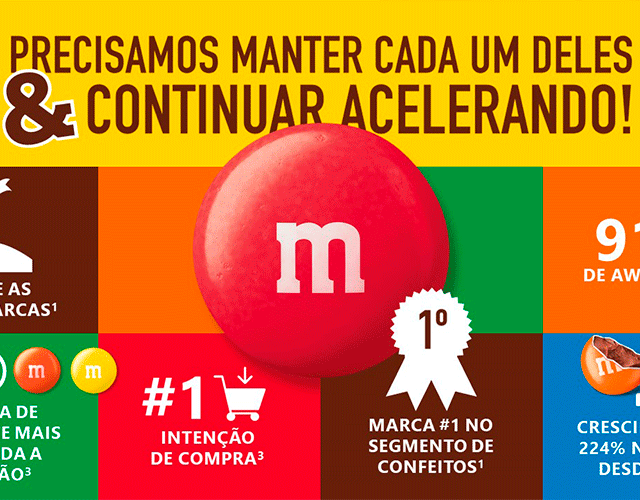 PRECISAMOS MANTER CADA UM DELES
& CONTINUAR ACELERANDO!
m
E AS
ARCAS¹
91
DE AW
1º
m m
A DE
E MAIS
DA A
ÃO³
#1
INTENÇÃO
DE COMPRA³
MARCA #1 NO
SEGMENTO DE
CONFEITOS¹
m
CRESCI
224% N
DESD